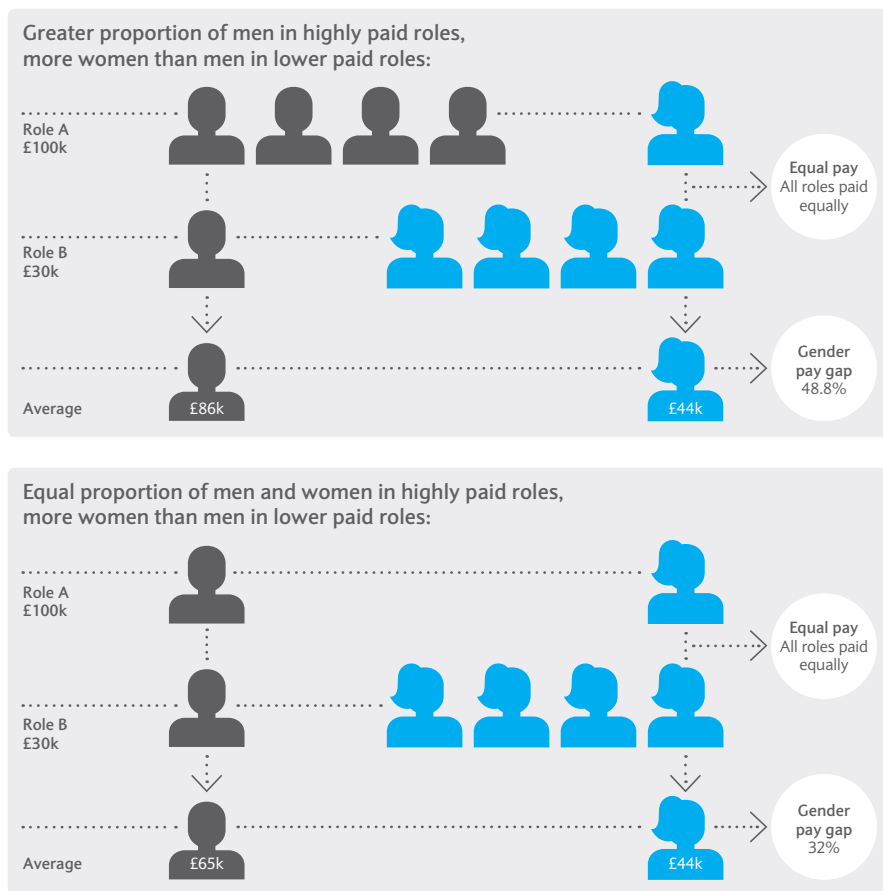 Greater proportion of men in highly paid roles,
more women than men in lower paid roles:
Role A
£100k
Equal pay
All roles paid
equally
Role B
£30k
Gender
pay gap
48.8%
Average
£86k
£44k
Equal proportion of men and women in highly paid roles,
more women than men in lower paid roles:
Role A
£100k
Equal pay
All roles paid
equally
Role B
£30k
Gender
pay gap
32%
Average
£65k
£44k